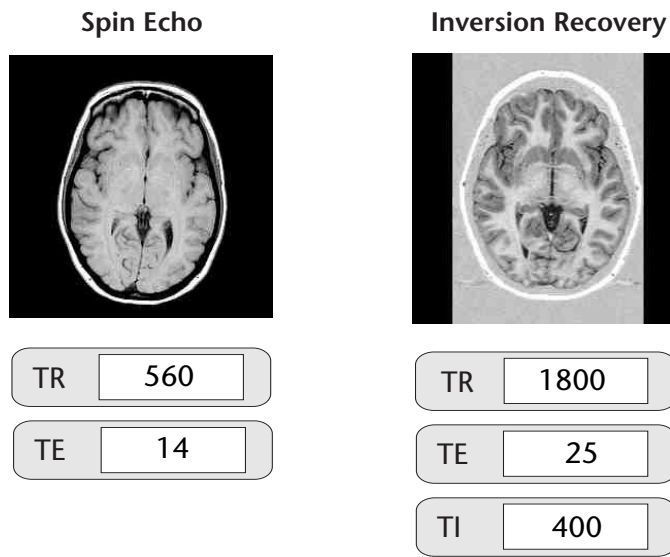 Spin Echo
Inversion Recovery
TR 560
TE 14
TR 1800
TE 25
TI 400